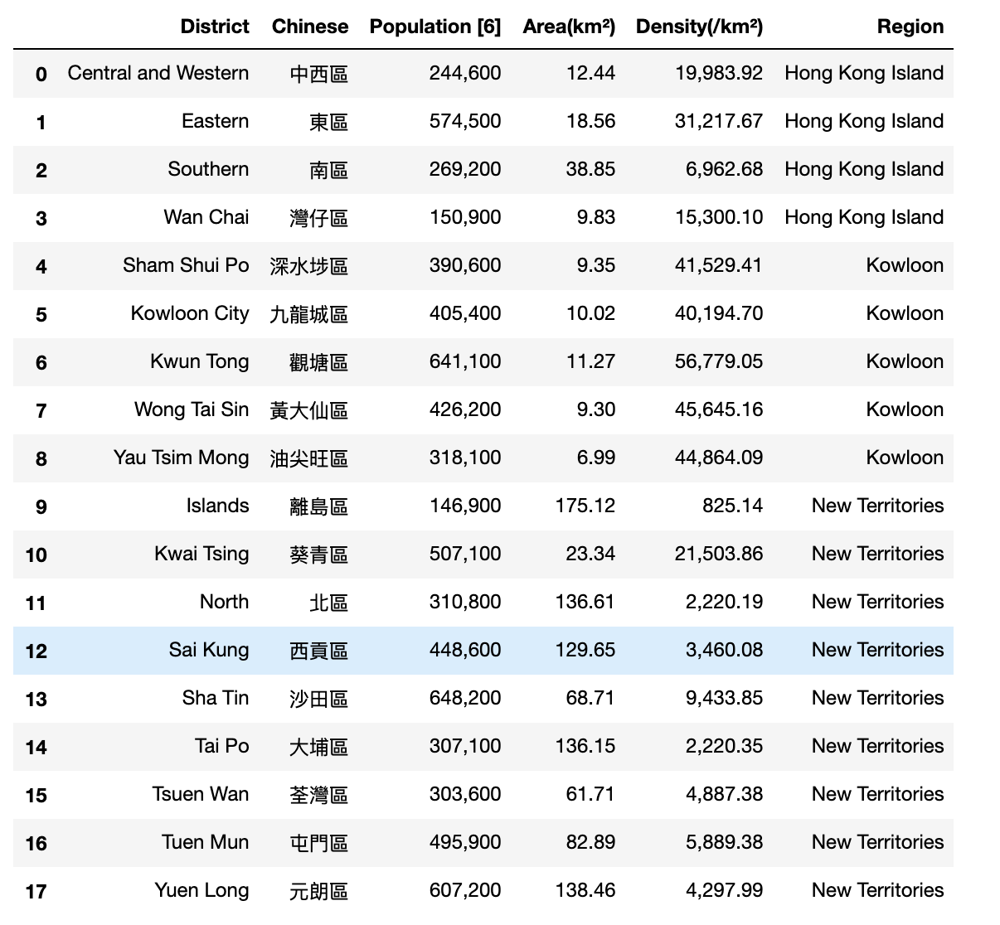 District Chinese Population [6] Area(km²) Density(/km²) Region
0 Central and Western 中西區 244,600 12.44 19,983.92 Hong Kong Island
1 Eastern 東區 574,500 18.56 31,217.67 Hong Kong Island
2 Southern 南區 269,200 38.85 6,962.68 Hong Kong Island
3 Wan Chai 灣仔區 150,900 9.83 15,300.10 Hong Kong Island
4 Sham Shui Po 深水埗區 390,600 9.35 41,529.41 Kowloon
5 Kowloon City 九龍城區 405,400 10.02 40,194.70 Kowloon
6 Kwun Tong 觀塘區 641,100 11.27 56,779.05 Kowloon
7 Wong Tai Sin 黃大仙區 426,200 9.30 45,645.16 Kowloon
8 Yau Tsim Mong 油尖旺區 318,100 6.99 44,864.09 Kowloon
9 Islands 離島區 146,900 175.12 825.14 New Territories
10 Kwai Tsing 葵青區 507,100 23.34 21,503.86 New Territories
11 North 北區 310,800 136.61 2,220.19 New Territories
12 Sai Kung 西貢區 448,600 129.65 3,460.08 New Territories
13 Sha Tin 沙田區 648,200 68.71 9,433.85 New Territories
14 Tai Po 大埔區 307,100 136.15 2,220.35 New Territories
15 Tsuen Wan 荃灣區 303,600 61.71 4,887.38 New Territories
16 Tuen Mun 屯門區 495,900 82.89 5,889.38 New Territories
17 Yuen Long 元朗區 607,200 138.46 4,297.99 New Territories